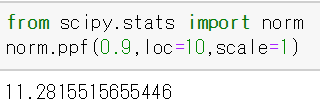 from scipy.stats import norm
norm.ppf(0.9,loc=10,scale=1)
11.2815515655446